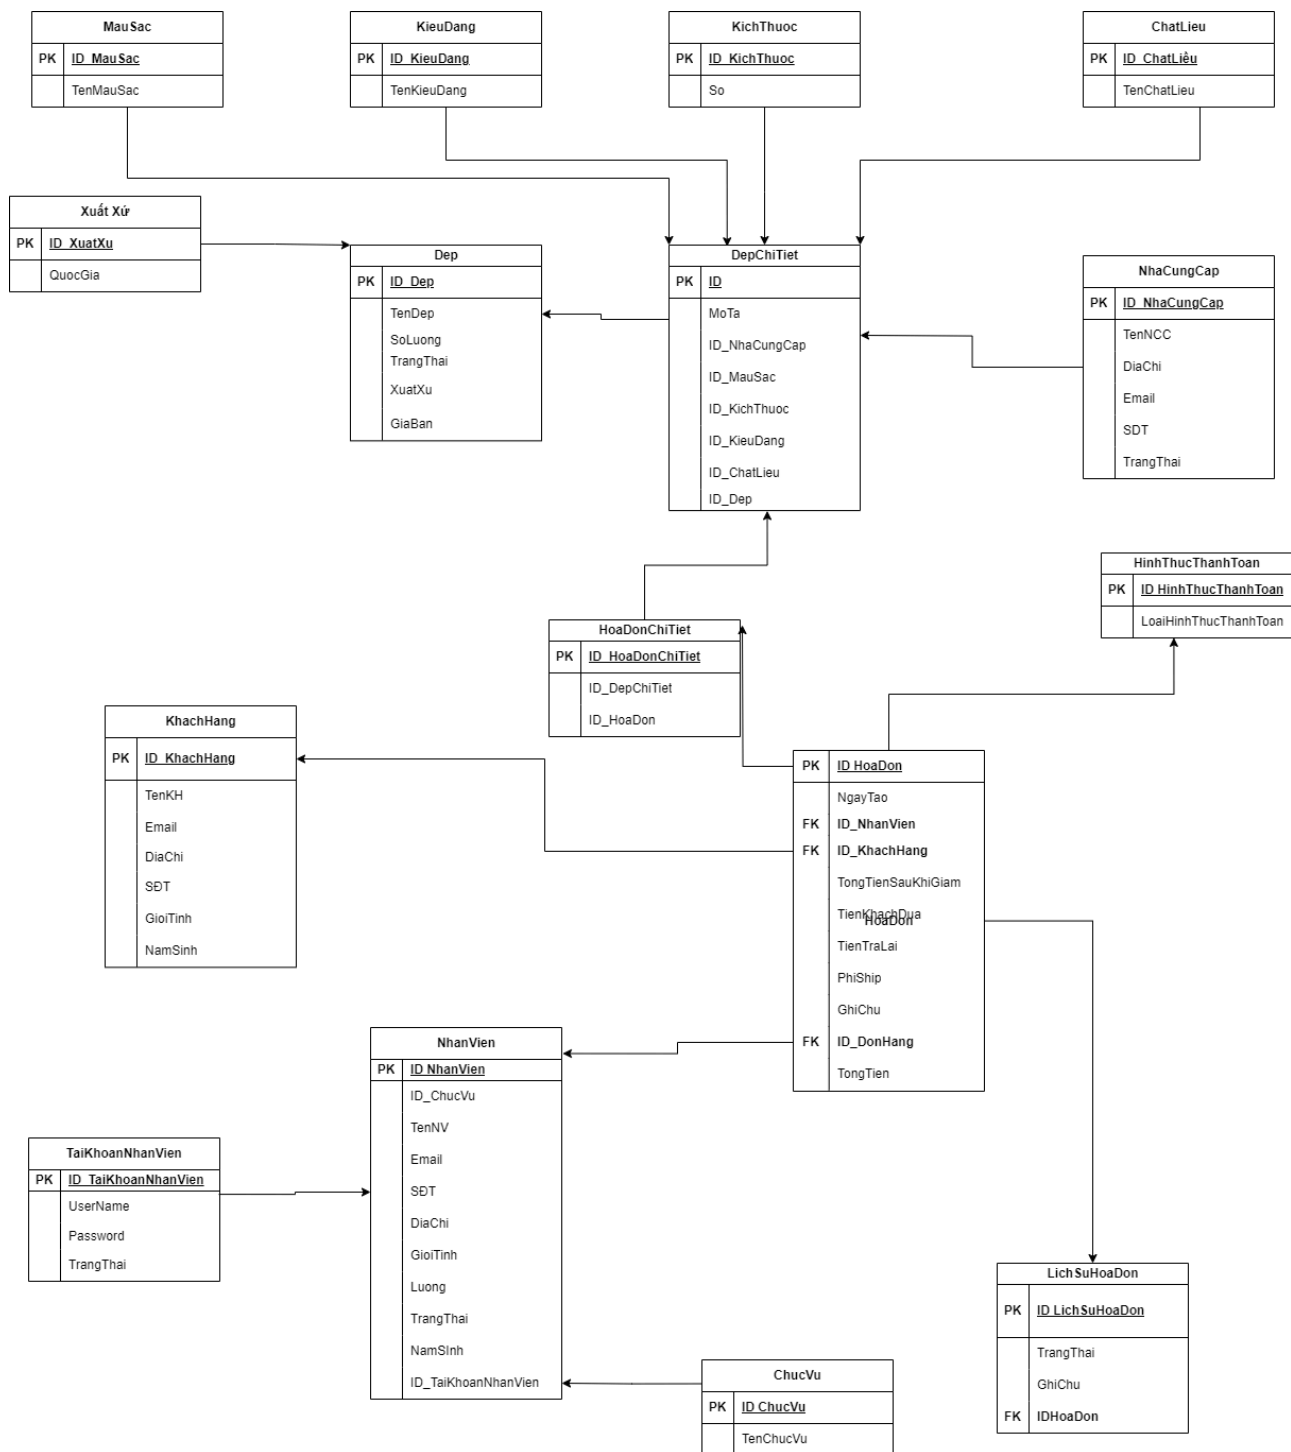 MauSac
PK ID_MauSac
TenMauSac
KieuDang
PK ID_KieuDang
TenKieuDang
KichThuoc
PK ID_KichThuoc
So
ChatLieu
PK ID_ChatLiêu
TenChatLieu
Xuất Xứ
PK ID_XuatXu
QuocGia
Dep
PK ID_Dep
TenDep
SoLuong
TrangThai
XuatXu
GiaBan
DepChiTiet
PK ID
MoTa
ID_NhaCungCap
ID_MauSac
ID_KichThuoc
ID_KieuDang
ID_ChatLieu
ID_Dep
NhaCungCap
PK ID_NhaCungCap
TenNCC
DiaChi
Email
SDT
TrangThai
HinhThucThanhToan
PK ID HinhThucThanhToan
LoaiHinhThucThanhToan
HoaDonChiTiet
PK ID_HoaDonChiTiet
ID_DepChiTiet
ID_HoaDon
KhachHang
PK ID_KhachHang
TenKH
Email
DiaChi
SĐT
GioiTinh
NamSinh
PK ID HoaDon
NgayTao
FK ID_NhanVien
FK ID_KhachHang
TongTienSauKhiGiam
TienKhachDua
HoaDon
TienTraLai
PhiShip
GhiChu
FK ID_DonHang
TongTien
NhanVien
PK ID NhanVien
ID_ChucVu
TenNV
Email
SĐT
DiaChi
GioiTinh
Luong
TrangThai
NamSInh
ID_TaiKhoanNhanVien
TaiKhoanNhanVien
PK ID_TaiKhoanNhanVien
UserName
Password
TrangThai
LichSuHoaDon
PK ID LichSuHoaDon
TrangThai
GhiChu
FK IDHoaDon
ChucVu
PK ID ChucVu
TenChucVu